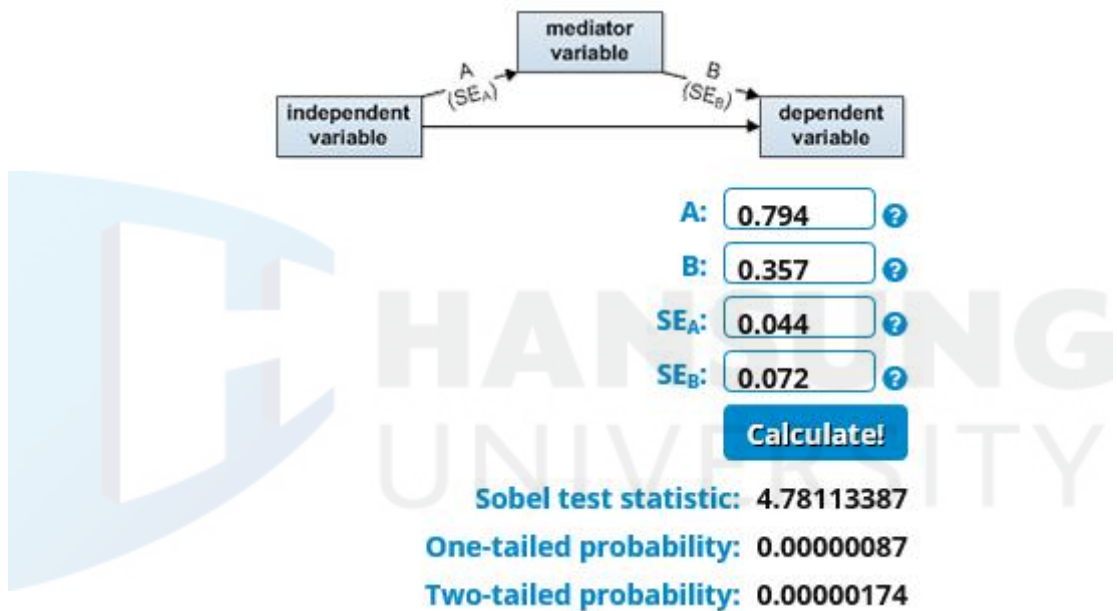 mediator
variable
A
(SEA)
B
(SEB)
independent
variable
dependent
variable
A: 0.794 ?
B: 0.357 ?
SEA: 0.044 ?
SEB: 0.072 ?
Calculate!
HANSUNG
UNIVERSITY
Sobel test statistic: 4.78113387
One-tailed probability: 0.00000087
Two-tailed probability: 0.00000174